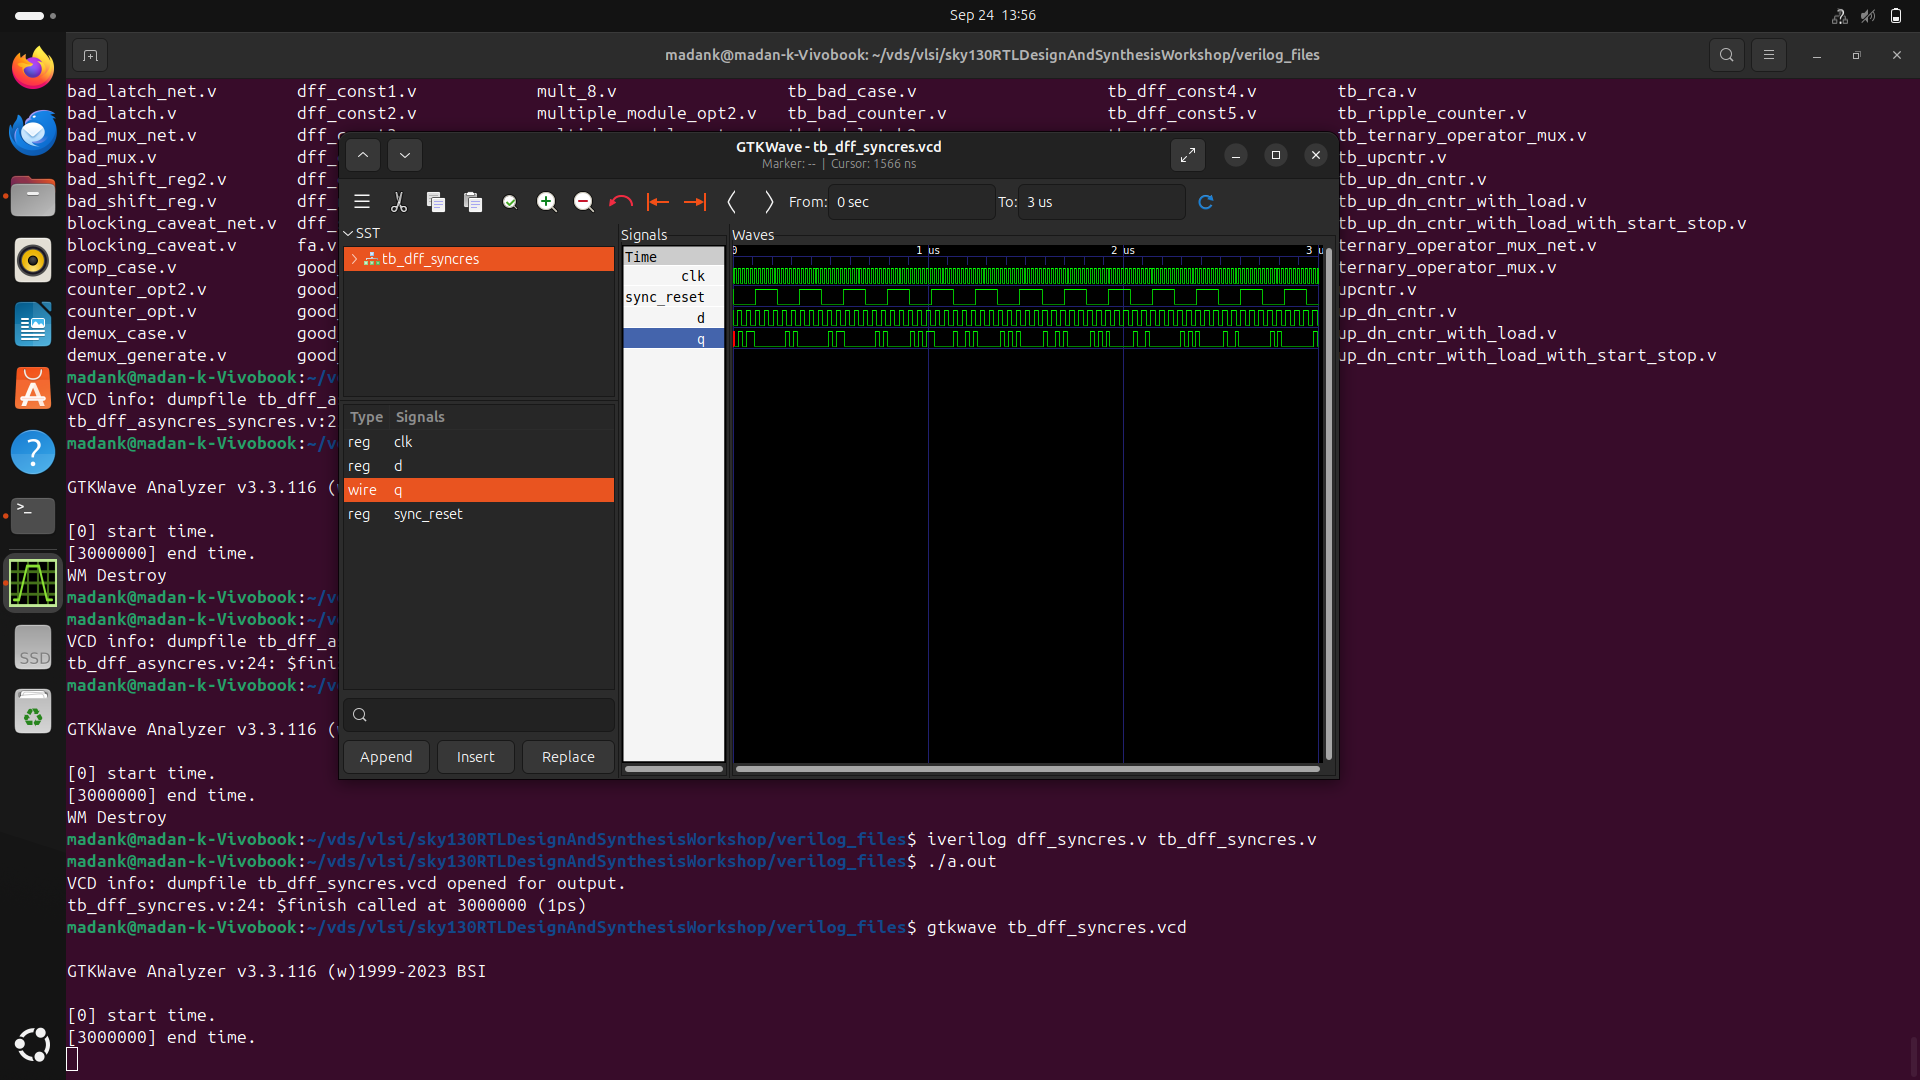 Sep 24 13:56
madank@madan-k-Vivobook: ~/vds/vlsi/sky130RTLDesignAndSynthesisWorkshop/verilog_files
bad_latch_net.v dff_const1.v mult_8.v tb_bad_case.v tb_dff_const4.v tb_rca.v
bad_latch.v dff_const2.v multiple_module_opt2.v tb_bad_counter.v tb_dff_const5.v tb_ripple_counter.v
bad_mux_net.v tb_ternary_operator_mux.v
bad_mux.v dff_ tb_upcntr.v
bad_shift_reg2.v dff_ tb_up_dn_cntr.v
bad_shift_reg.v dff_ tb_up_dn_cntr_with_load.v
blocking_caveat_net.v dff_ tb_up_dn_cntr_with_load_with_start_stop.v
blocking_caveat.v fa.v ternary_operator_mux_net.v
comp_case.v good_ ternary_operator_mux.v
counter_opt2.v good_ upcntr.v
counter_opt.v good_ up_dn_cntr.v
demux_case.v good_ up_dn_cntr_with_load.v
demux_generate.v good_ up_dn_cntr_with_load_with_start_stop.v
madank@madan-k-Vivobook:~/v
VCD info: dumpfile tb_dff_a
tb_dff_asyncres_syncres.v:2
madank@madan-k-Vivobook:~/v
GTKWave Analyzer v3.3.116 (
[0] start time.
[3000000] end time.
WM Destroy
madank@madan-k-Vivobook:~/v
madank@madan-k-Vivobook:~/v
VCD info: dumpfile tb_dff_a
tb_dff_asyncres.v:24: $fini
madank@madan-k-Vivobook:~/v
GTKWave Analyzer v3.3.116 (
[0] start time.
[3000000] end time.
WM Destroy
madank@madan-k-Vivobook:~/vds/vlsi/sky130RTLDesignAndSynthesisWorkshop/verilog_files$ iverilog dff_syncres.v tb_dff_syncres.v
madank@madan-k-Vivobook:~/vds/vlsi/sky130RTLDesignAndSynthesisWorkshop/verilog_files$ ./a.out
VCD info: dumpfile tb_dff_syncres.vcd opened for output.
tb_dff_syncres.v:24: $finish called at 3000000 (1ps)
madank@madan-k-Vivobook:~/vds/vlsi/sky130RTLDesignAndSynthesisWorkshop/verilog_files$ gtkwave tb_dff_syncres.vcd
GTKWave Analyzer v3.3.116 (w)1999-2023 BSI
[0] start time.
[3000000] end time.
GTKWave - tb_dff_syncres.vcd
Marker: -- | Cursor: 1566 ns
From: 0 sec To: 3 us
SST
tb_dff_syncres
Type Signals
reg clk
reg d
wire q
reg sync_reset
Append Insert Replace
Signals
Time
clk
sync_reset
d
q
Waves
0 1 us 2 us 3 u
SSD